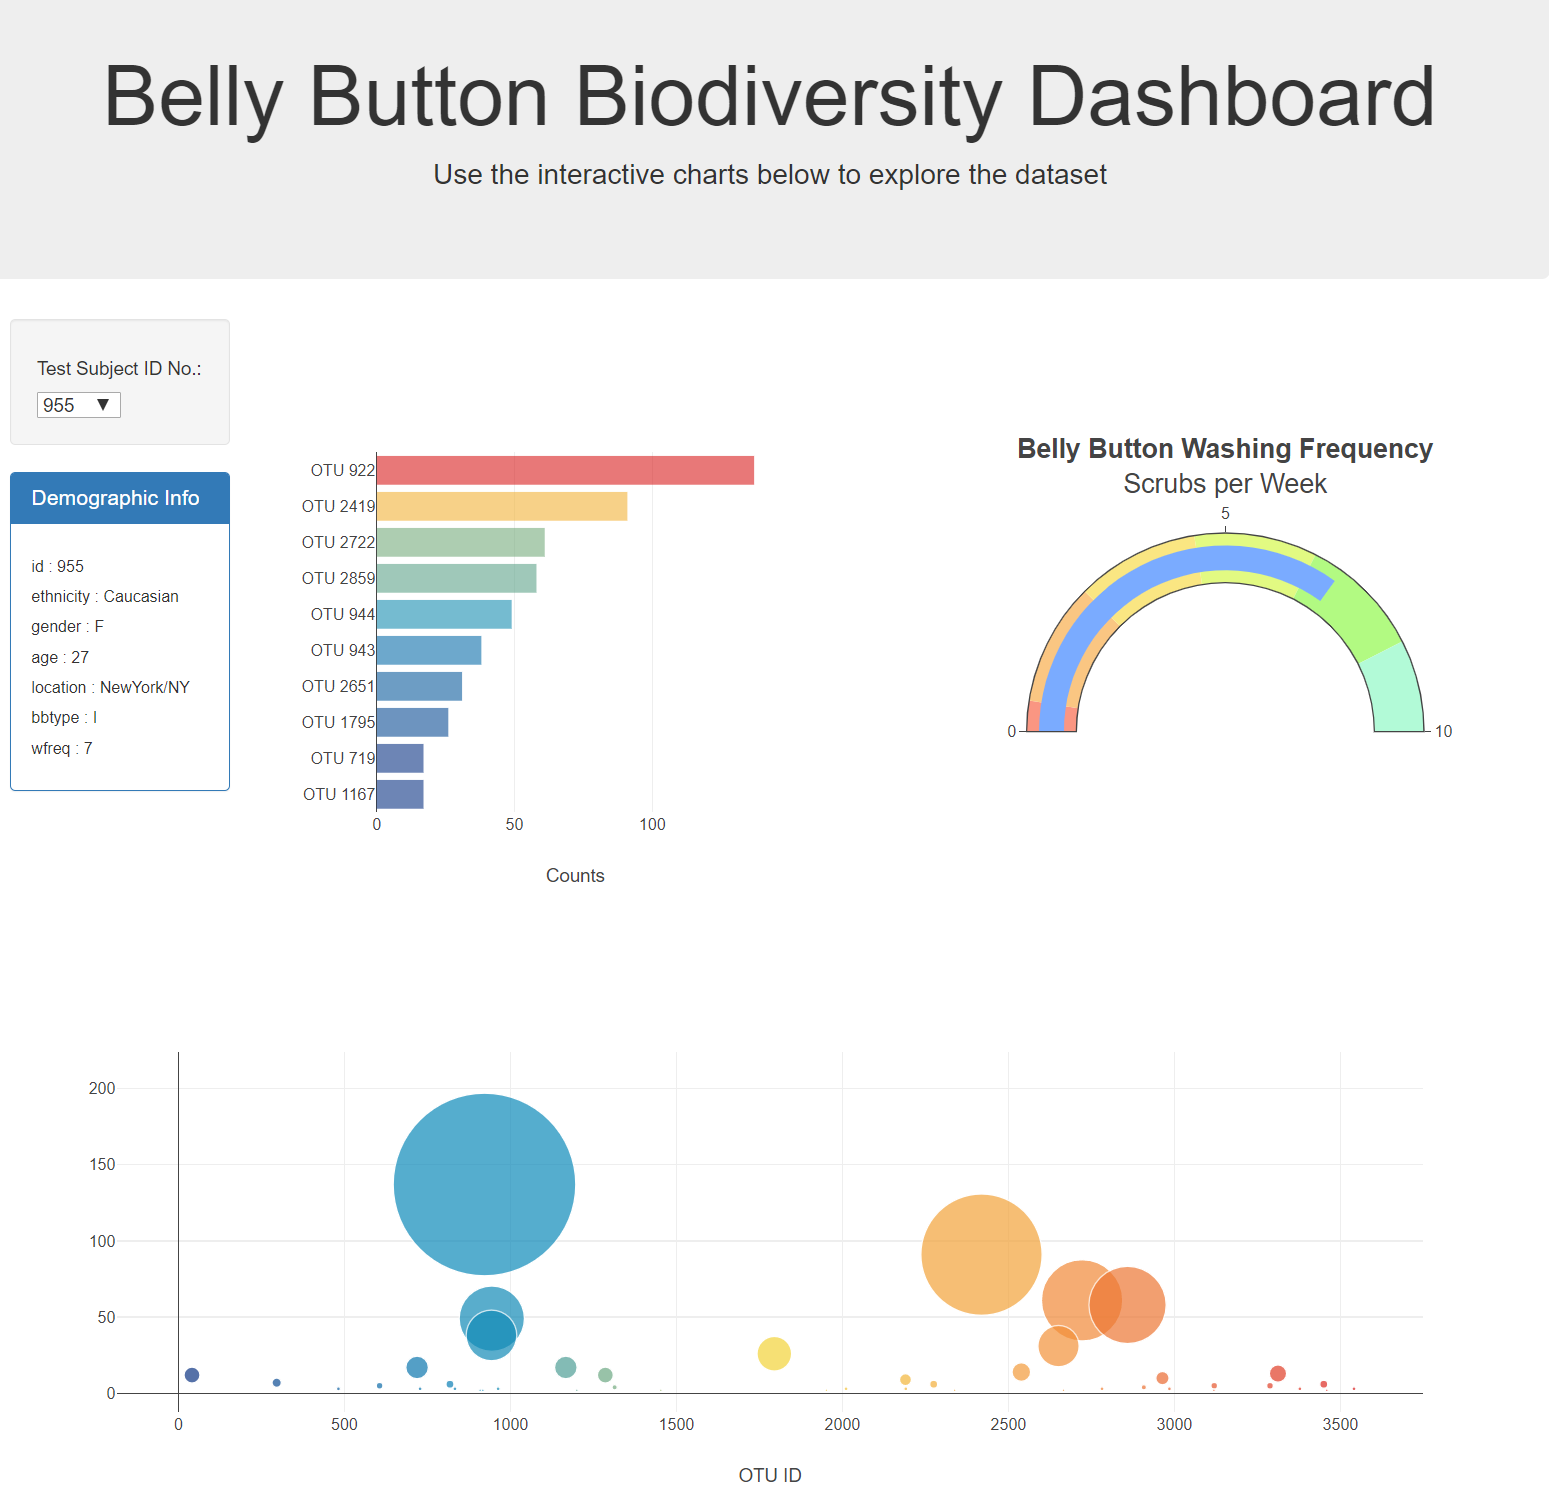 Belly Button Biodiversity Dashboard
Use the interactive charts below to explore the dataset
Test Subject ID No.:
955 ▼
Demographic Info
id : 955
ethnicity : Caucasian
gender : F
age : 27
location : NewYork/NY
bbtype : I
wfreq : 7
OTU 922
OTU 2419
OTU 2722
OTU 2859
OTU 944
OTU 943
OTU 2651
OTU 1795
OTU 719
OTU 1167
0 50 100
Counts
Belly Button Washing Frequency
Scrubs per Week
5
0 10
200
150
100
50
0
0 500 1000 1500 2000 2500 3000 3500
OTU ID